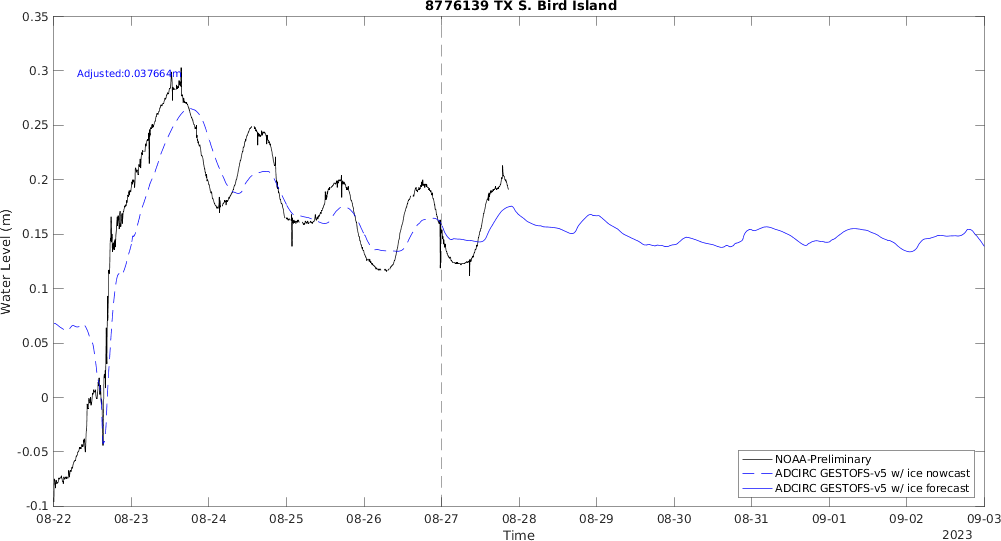 8776139 TX S. Bird Island
0.35
0.3
0.25
0.2
0.15
0.1
0.05
0
-0.05
-0.1
Water Level (m)
Adjusted:0.037664m
NOAA-Preliminary
ADCIRC GESTOFS-v5 w/ ice nowcast
ADCIRC GESTOFS-v5 w/ ice forecast
08-22 08-23 08-24 08-25 08-26 08-27 08-28 08-29 08-30 08-31 09-01 09-02 09-03
Time
2023